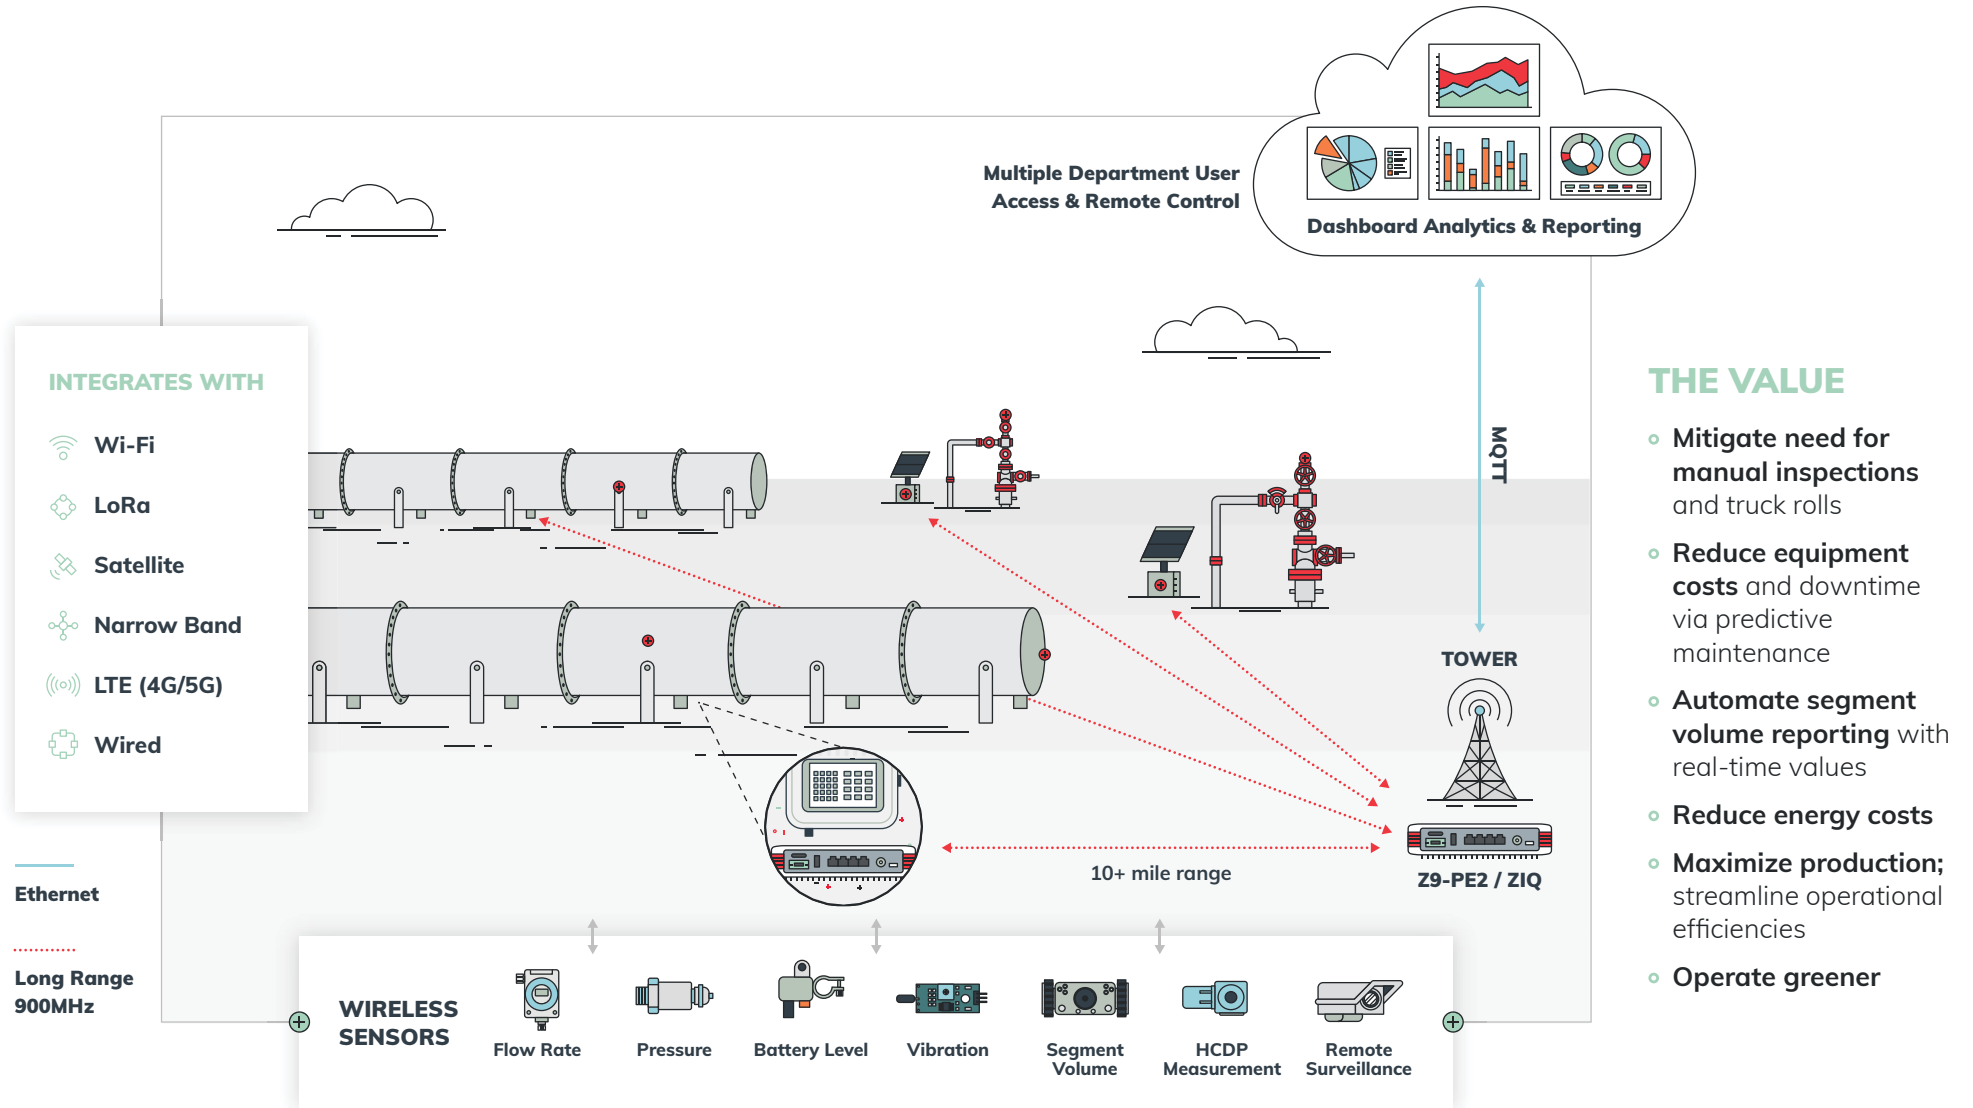 Multiple Department User
Access & Remote Control
Dashboard Analytics & Reporting
INTEGRATES WITH
Wi-Fi
LoRa
Satellite
Narrow Band
LTE (4G/5G)
Wired
Ethernet
Long Range
900MHz
MQTT
TOWER
Z9-PE2 / ZIQ
10+ mile range
WIRELESS
SENSORS
Flow Rate
Pressure
Battery Level
Vibration
Segment
Volume
HCDP
Measurement
Remote
Surveillance
THE VALUE
Mitigate need for
manual inspections
and truck rolls
Reduce equipment
costs and downtime
via predictive
maintenance
Automate segment
volume reporting with
real-time values
Reduce energy costs
Maximize production;
streamline operational
efficiencies
Operate greener